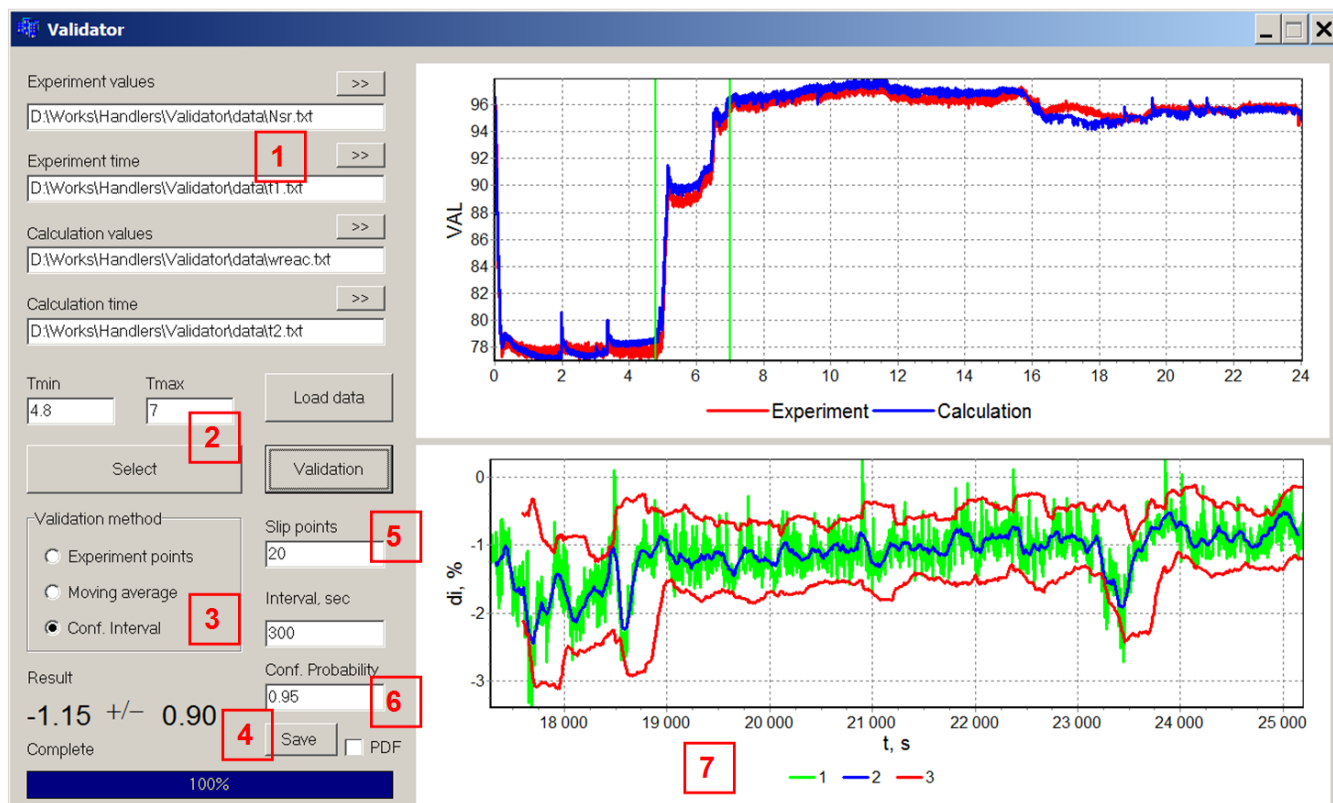 Validator
Experiment values
>>
D:\Works\Handlers\Validator\data\Nsr.txt
1
Experiment time
>>
D:\Works\Handlers\Validator\data\t1.txt
Calculation values
>>
D:\Works\Handlers\Validator\data\wreac.txt
Calculation time
>>
D:\Works\Handlers\Validator\data\t2.txt
Tmin
Tmax
4.8
7
Load data
2
Select
Validation
Validation method
Experiment points
Moving average
Conf. Interval
3
Slip points
20
5
Interval, sec
300
Conf. Probability
0.95
6
Result
-1.15 +/- 0.90
4
Save
PDF
Complete
100%
VAL
96
94
92
90
88
86
84
82
80
78
0 2 4 6 8 10 12 14 16 18 20 22 24
Experiment Calculation
di, %
0
-1
-2
-3
18 000 19 000 20 000 21 000 22 000 23 000 24 000 25 000
t, s
7
1 2 3